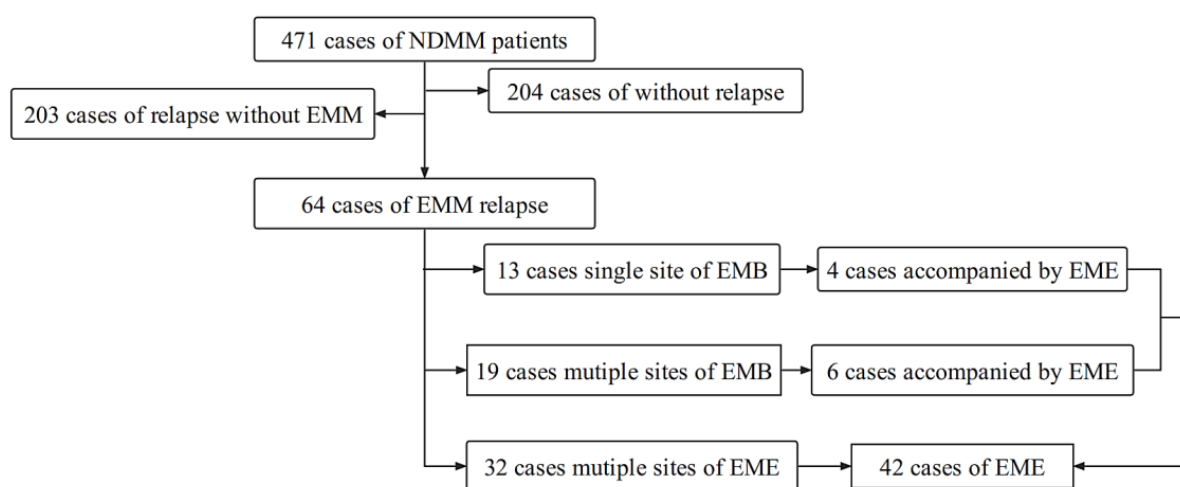 471 cases of NDMM patients
204 cases of without relapse
203 cases of relapse without EMM
64 cases of EMM relapse
13 cases single site of EMB
4 cases accompanied by EME
19 cases mutiple sites of EMB
6 cases accompanied by EME
32 cases mutiple sites of EME
42 cases of EME